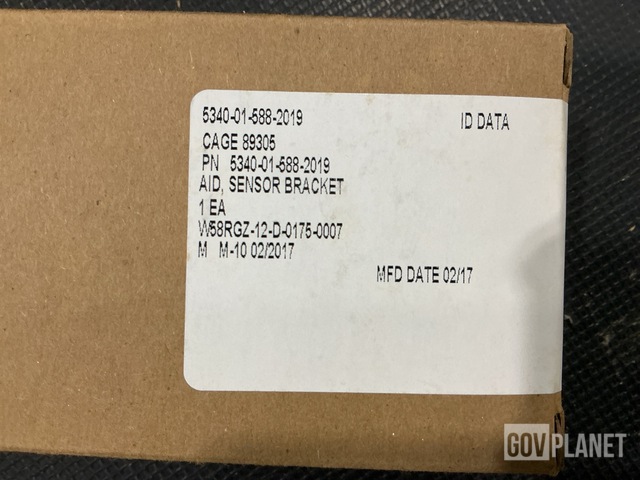 5340-01-588-2019
ID DATA
CAGE 89305
PN 5340-01-588-2019
AID, SENSOR BRACKET
1 EA
W58RGZ-12-D-0175-0007
M M-10 02/2017
MFD DATE 02/17
GOVPLANET